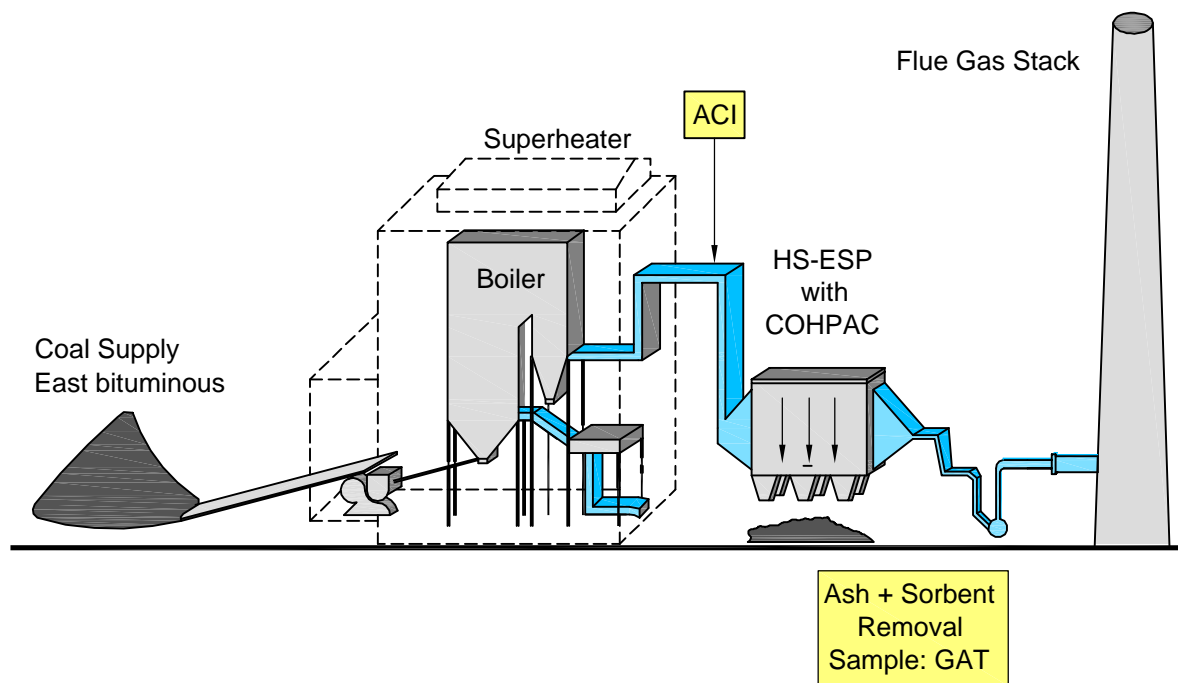 Flue Gas Stack
ACI
Superheater
HS-ESP
with
COHPAC
Boiler
Coal Supply
East bituminous
Ash + Sorbent
Removal
Sample: GAT